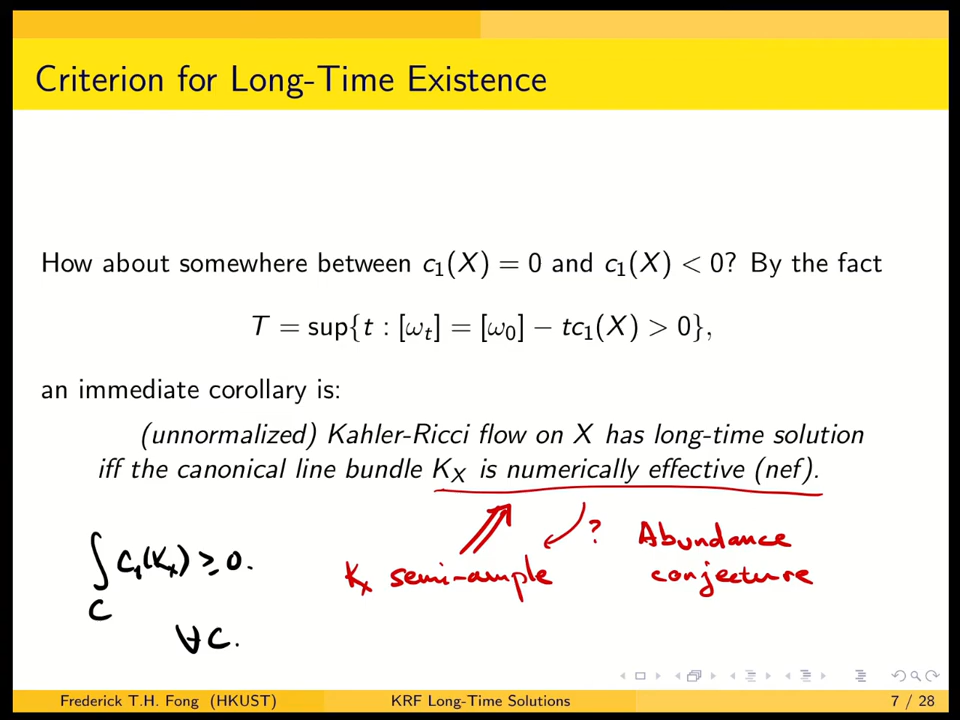 Criterion for Long-Time Existence
How about somewhere between c₁(X) = 0 and c₁(X) < 0? By the fact
T = sup{t : [ωₜ] = [ω₀] − tc₁(X) > 0},
an immediate corollary is:
(unnormalized) Kahler-Ricci flow on X has long-time solution
iff the canonical line bundle K_X is numerically effective (nef).
∫_C c₁(K_X) ≥ 0.
∀ C.
K_X semi-ample
?
Abundance
conjecture
Frederick T.H. Fong (HKUST) KRF Long-Time Solutions 7 / 28